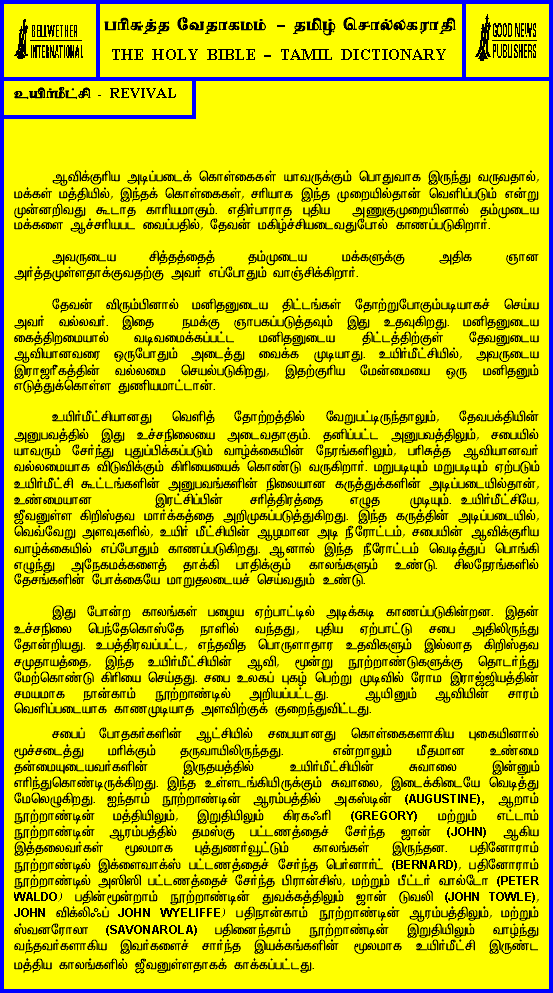 BELLWETHER
INTERNATIONAL
பரிசுத்த வேதாகமம் – தமிழ் சொல்லகராதி
THE HOLY BIBLE – TAMIL DICTIONARY
GOOD NEWS
PUBLISHERS
உயிர்மீட்சி - REVIVAL
ஆவிக்குரிய அடிப்படைக் கொள்கைகள் யாவருக்கும் பொதுவாக இருந்து வருவதால்,
மக்கள் மத்தியில், இந்தக் கொள்கைகள், சரியாக இந்த முறையில்தான் வெளிப்படும் என்று
முன்னறிவது கூடாத காரியமாகும். எதிர்பாராத புதிய அணுகுமுறையினால் தம்முடைய
மக்களை ஆச்சரியபட வைப்பதில், தேவன் மகிழ்ச்சியடைவதுபோல் காணப்படுகிறார்.
அவருடைய சித்தத்தைத் தம்முடைய மக்களுக்கு அதிக ஞான
அர்த்தமுள்ளதாக்குவதற்கு அவர் எப்போதும் வாஞ்சிக்கிறார்.
தேவன் விரும்பினால் மனிதனுடைய திட்டங்கள் தோற்றுபோகும்படியாகச் செய்ய
அவர் வல்லவர். இதை நமக்கு ஞாபகப்படுத்தவும் இது உதவுகிறது. மனிதனுடைய
கைத்திறமையால் வடிவமைக்கப்பட்ட மனிதனுடைய திட்டத்திற்குள் தேவனுடைய
ஆவியானவரை ஒருபோதும் அடைத்து வைக்க முடியாது. உயிர்மீட்சியில், அவருடைய
இராஜரீகத்தின் வல்லமை செயல்படுகிறது, இதற்குரிய மேன்மையை ஒரு மனிதனும்
எடுத்துக்கொள்ள துணியமாட்டான்.
உயிர்மீட்சியானது வெளித் தோற்றத்தில் வேறுபட்டிருந்தாலும், தேவபக்தியின்
அனுபவத்தில் இது உச்சநிலையை அடைவதாகும். தனிப்பட்ட அனுபவத்திலும், சபையில்
யாவரும் சேர்ந்து புதுப்பிக்கப்படும் வாழ்க்கையின் நேரங்களிலும், பரிசுத்த ஆவியானவர்
வல்லமையாக விடுவிக்கும் கிரியையைக் கொண்டு வருகிறார். மறுபடியும் மறுபடியும் ஏற்படும்
உயிர்மீட்சி கூட்டங்களின் அனுபவங்களின் நிலையான கருத்துக்களின் அடிப்படையில்தான்,
உண்மையான இரட்சிப்பின் சரித்திரத்தை எழுத முடியும். உயிர்மீட்சியே,
ஜீவனுள்ள கிறிஸ்தவ மார்க்கத்தை அறிமுகப்படுத்துகிறது. இந்த கருத்தின் அடிப்படையில்,
வெவ்வேறு அளவுகளில், உயிர் மீட்சியின் ஆழமான அடி நீரோட்டம், சபையின் ஆவிக்குரிய
வாழ்க்கையில் எப்போதும் காணப்படுகிறது. ஆனால் இந்த நீரோட்டம் வெடித்துப் பொங்கி
எழுந்து அநேகமக்களைத் தாக்கி பாதிக்கும் காலங்களும் உண்டு. சிலநேரங்களில்
தேசங்களின் போக்கையே மாறுதலடையச் செய்வதும் உண்டு.
இது போன்ற காலங்கள் பழைய ஏற்பாட்டில் அடிக்கடி காணப்படுகின்றன. இதன்
உச்சநிலை பெந்தேகொஸ்தே நாளில் வந்தது, புதிய ஏற்பாட்டு சபை அதிலிருந்து
தோன்றியது. உபத்திரவப்பட்ட, எந்தவித பொருளாதார உதவிகளும் இல்லாத கிறிஸ்தவ
சமுதாயத்தை, இந்த உயிர்மீட்சியின் ஆவி, மூன்று நூற்றாண்டுகளுக்கு தொடர்ந்து
மேற்கொண்டு கிரியை செய்தது. சபை உலகப் புகழ் பெற்று முடிவில் ரோம இராஜ்ஜியத்தின்
சமயமாக நான்காம் நூற்றாண்டில் அறியப்பட்டது. ஆயினும் ஆவியின் சாரம்
வெளிப்படையாக காணமுடியாத அளவிற்குக் குறைந்துவிட்டது.
சபைப் போதகர்களின் ஆட்சியில் சபையானது கொள்கைகளாகிய புகையினால்
மூச்சடைத்து மரிக்கும் தருவாயிலிருந்தது. என்றாலும் மீதமான உண்மை
தன்மையுடையவர்களின் இருதயத்தில் உயிர்மீட்சியின் சுவாலை இன்னும்
எரிந்துகொண்டிருக்கிறது. இந்த உள்ளடங்கியிருக்கும் சுவாலை, இடைக்கிடையே வெடித்து
மேலெழுகிறது. ஐந்தாம் நூற்றாண்டின் ஆரம்பத்தில் அகஸ்டின் (AUGUSTINE), ஆறாம்
நூற்றாண்டின் மத்தியிலும், இறுதியிலும் கிரகஃரி (GREGORY) மற்றும் எட்டாம்
நூற்றாண்டின் ஆரம்பத்தில் தமஸ்கு பட்டணத்தைச் சேர்ந்த ஜான் (JOHN) ஆகிய
இத்தலைவர்கள் மூலமாக புத்துணர்வூட்டும் காலங்கள் இருந்தன. பதினோராம்
நூற்றாண்டில் இக்ளைவாக்ஸ் பட்டணத்தைச் சேர்ந்த பெர்னார்ட் (BERNARD), பதினோராம்
நூற்றாண்டில் அஸிஸி பட்டணத்தைச் சேர்ந்த பிரான்சிஸ், மற்றும் பீட்டர் வால்டோ (PETER
WALDO) பதின்மூன்றாம் நூற்றாண்டின் துவக்கத்திலும் ஜான் டுவலி (JOHN TOWLE),
JOHN விக்லிஃப் JOHN WYELIFFE) பதிநான்காம் நூற்றாண்டின் ஆரம்பத்திலும், மற்றும்
ஸ்வனரோலா (SAVONAROLA) பதினைந்தாம் நூற்றாண்டின் இறுதியிலும் வாழ்ந்து
வந்தவர்களாகிய இவர்களைச் சார்ந்த இயக்கங்களின் மூலமாக உயிர்மீட்சி இருண்ட
மத்திய காலங்களில் ஜீவனுள்ளதாகக் காக்கப்பட்டது.